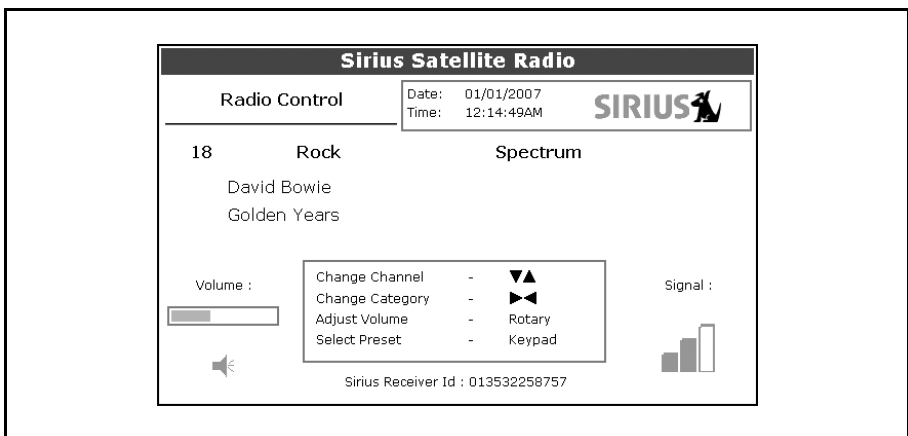 Sirius Satellite Radio
Radio Control
Date: 01/01/2007
Time: 12:14:49AM
SIRIUS
18 Rock Spectrum
David Bowie
Golden Years
Volume :
Change Channel - ▼▲
Change Category - ►◄
Adjust Volume - Rotary
Select Preset - Keypad
Signal :
Sirius Receiver Id : 013532258757